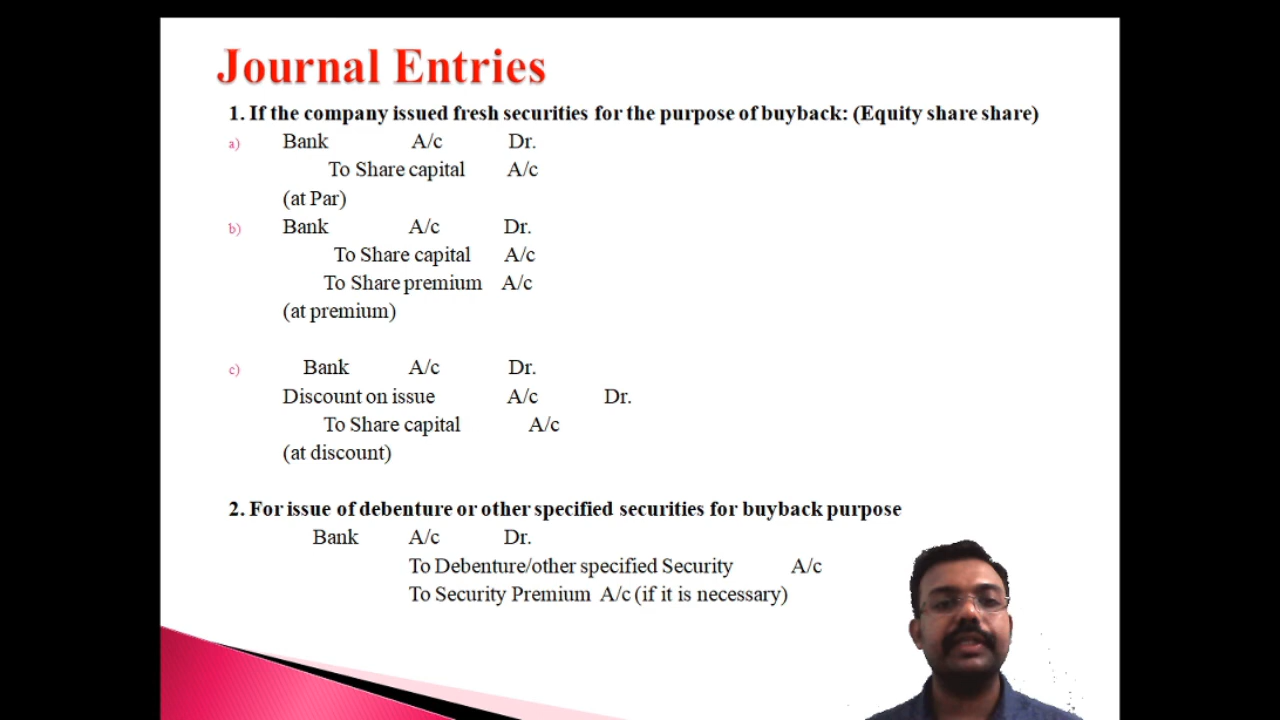 Journal Entries
1. If the company issued fresh securities for the purpose of buyback: (Equity share share)
a) Bank A/c Dr.
To Share capital A/c
(at Par)
b) Bank A/c Dr.
To Share capital A/c
To Share premium A/c
(at premium)
c) Bank A/c Dr.
Discount on issue A/c Dr.
To Share capital A/c
(at discount)
2. For issue of debenture or other specified securities for buyback purpose
Bank A/c Dr.
To Debenture/other specified Security A/c
To Security Premium A/c (if it is necessary)